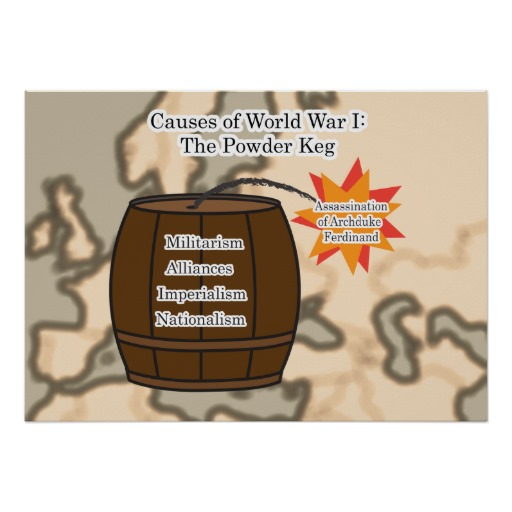 Causes of World War I:
The Powder Keg
Assassination
of Archduke
Ferdinand
Militarism
Alliances
Imperialism
Nationalism